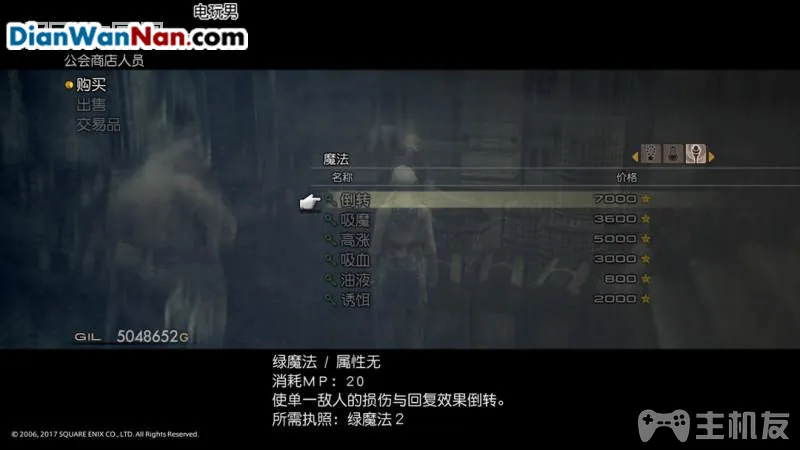 电玩男
DianWanNan.com
公会商店人员
购买
出售
交易品
魔法
名称 价格
倒转 7000
吸魔 3600
高涨 5000
吸血 3000
油液 800
诱饵 2000
GIL 5048652G
绿魔法 / 属性无
消耗MP：20
使单一敌人的损伤与回复效果倒转。
所需执照：绿魔法2
© 2006, 2017 SQUARE ENIX CO., LTD. All Rights Reserved.
主机友